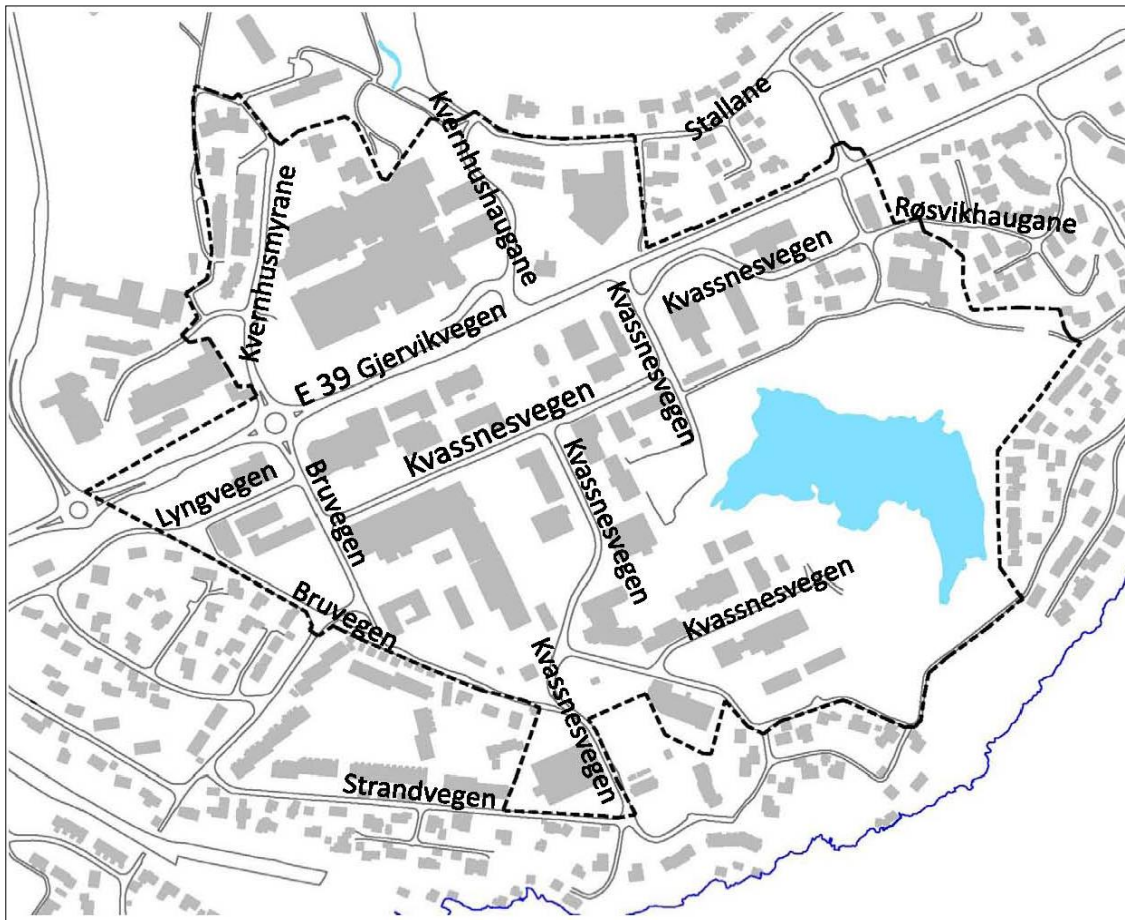 Stallane
Kvernhushaugane
Kvernhusmyrane
Røsvikhaugane
Kvassnesvegen
E 39 Gjervikvegen
Kvassnesvegen
Kvassnesvegen
Lyngvegen
Bruvegen
Kvassnesvegen
Bruvegen
Kvassnesvegen
Kvassnesvegen
Strandvegen